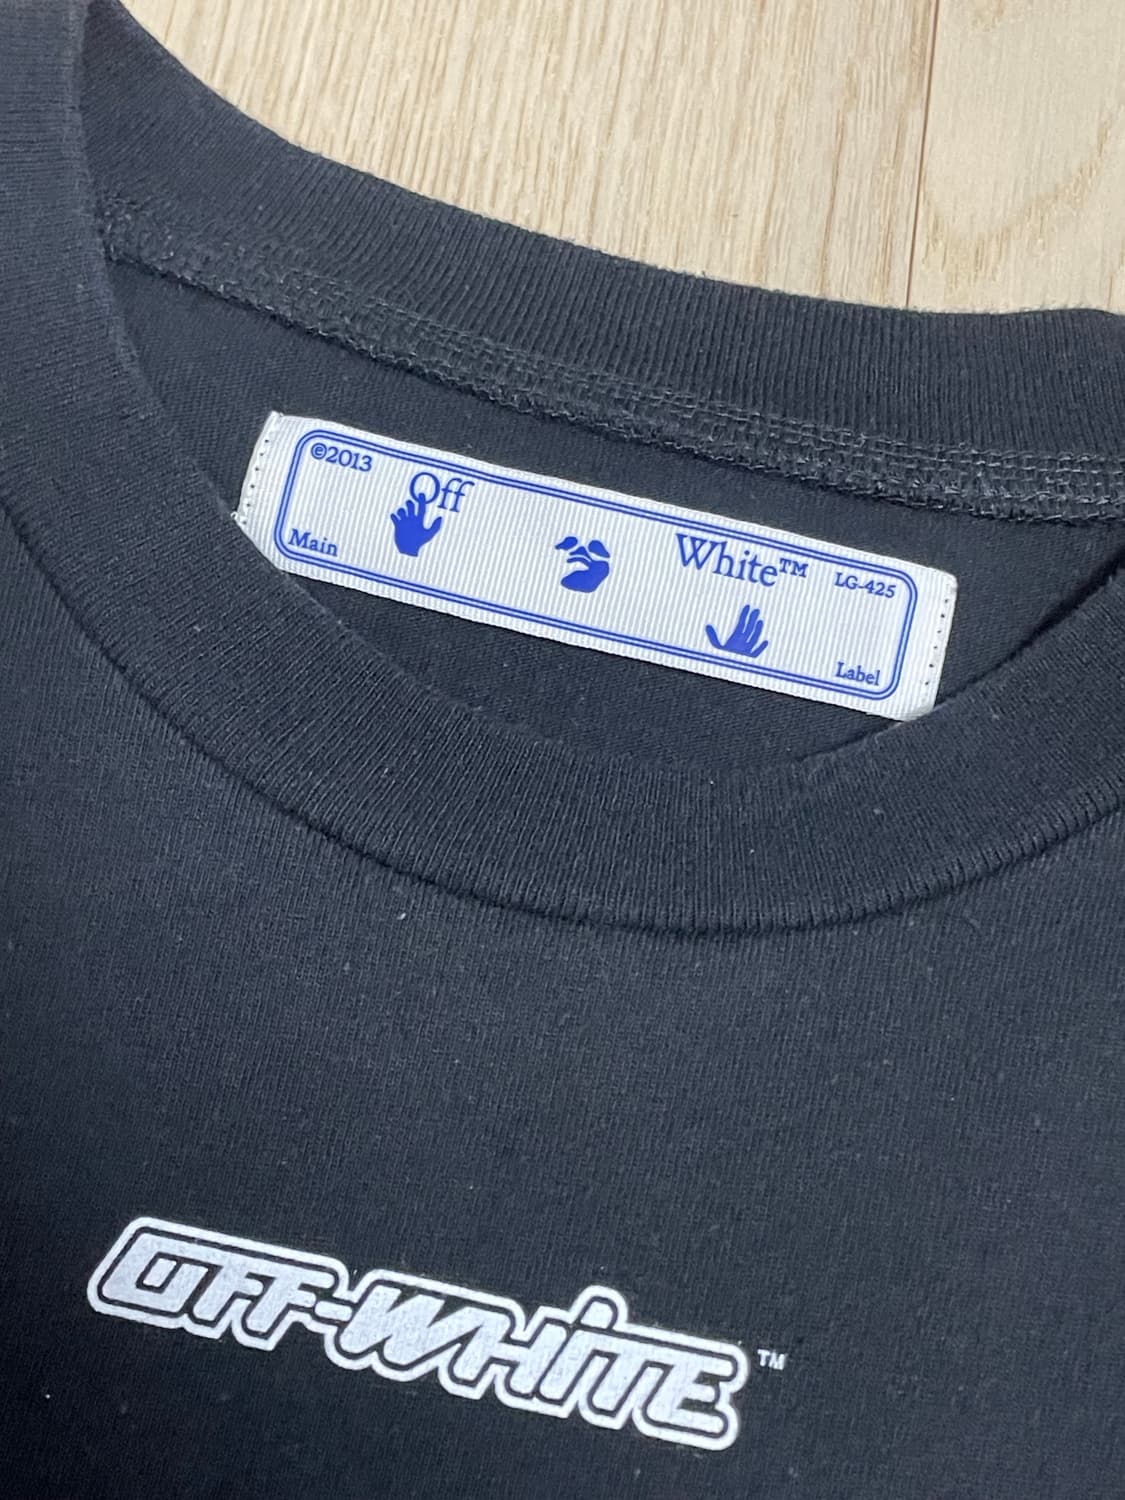 ©2013
Off
White™
LG-425
Main
Label
OFF-WHiTE™